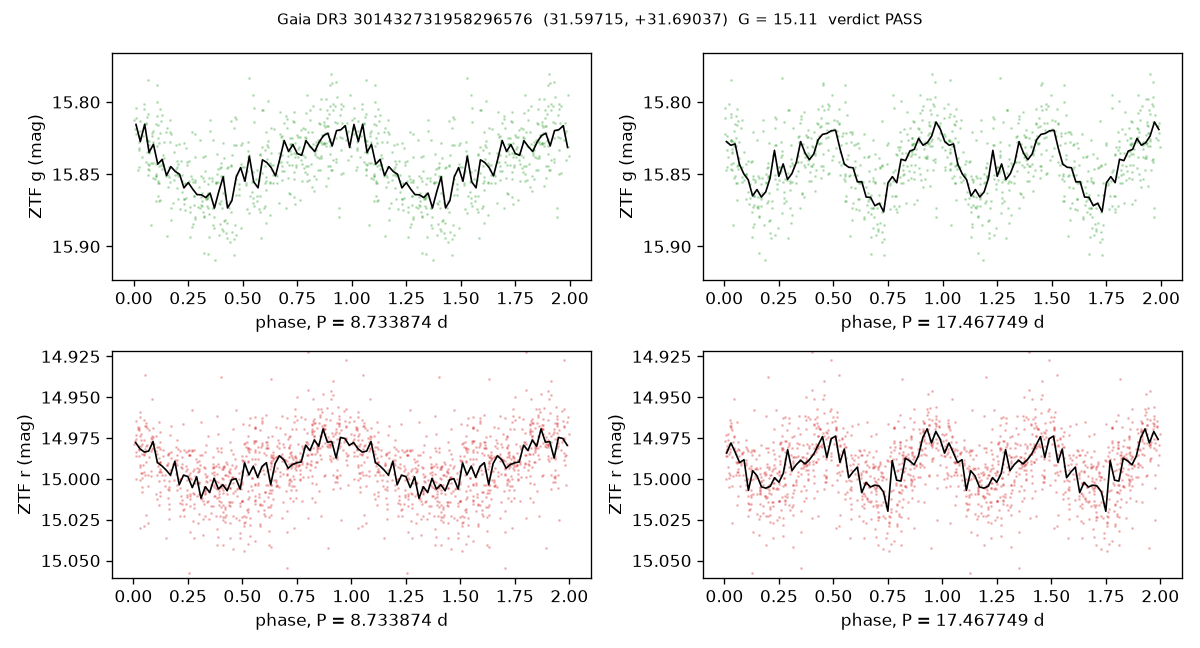 Gaia DR3 301432731958296576 (31.59715, +31.69037) G = 15.11 verdict PASS
ZTF g (mag)
15.80
15.85
15.90
0.00 0.25 0.50 0.75 1.00 1.25 1.50 1.75 2.00
phase, P = 8.733874 d
ZTF g (mag)
15.80
15.85
15.90
0.00 0.25 0.50 0.75 1.00 1.25 1.50 1.75 2.00
phase, P = 17.467749 d
ZTF r (mag)
14.925
14.950
14.975
15.000
15.025
15.050
0.00 0.25 0.50 0.75 1.00 1.25 1.50 1.75 2.00
phase, P = 8.733874 d
ZTF r (mag)
14.925
14.950
14.975
15.000
15.025
15.050
0.00 0.25 0.50 0.75 1.00 1.25 1.50 1.75 2.00
phase, P = 17.467749 d